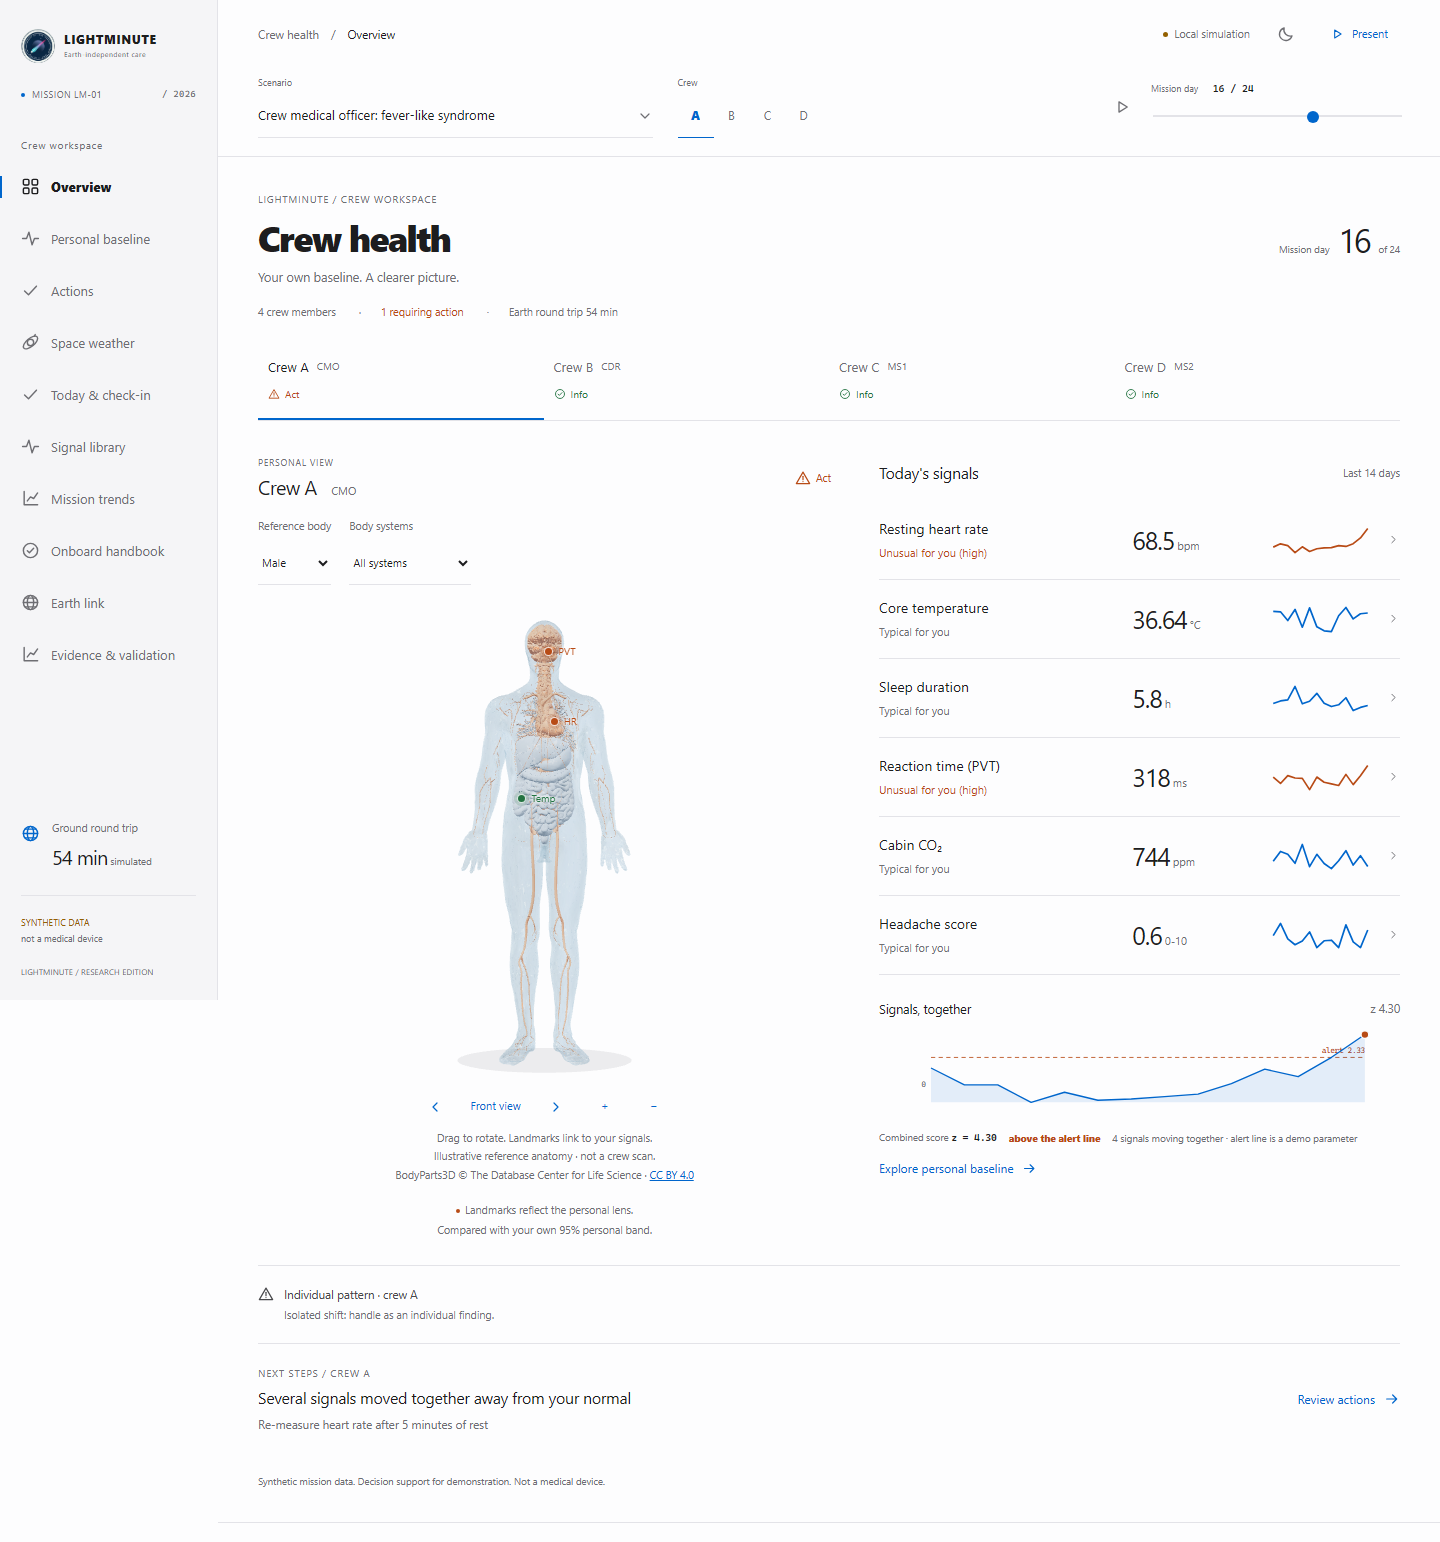 LIGHTMINUTE
Earth independent care
MISSION LM-01 / 2026
Crew workspace
Overview
Personal baseline
Actions
Space weather
Today & check-in
Signal library
Mission trends
Onboard handbook
Earth link
Evidence & validation
Ground round trip
54 min simulated
SYNTHETIC DATA
not a medical device
LIGHTMINUTE / RESEARCH EDITION
Crew health / Overview
Local simulation
Present
Scenario
Crew medical officer: fever-like syndrome
Crew
A B C D
Mission day 16 / 24
LIGHTMINUTE / CREW WORKSPACE
Crew health
Your own baseline. A clearer picture.
4 crew members · 1 requiring action · Earth round trip 54 min
Mission day 16 of 24
Crew A CMO
Act
Crew B CDR
Info
Crew C MS1
Info
Crew D MS2
Info
PERSONAL VIEW
Crew A CMO
Act
Reference body
Male
Body systems
All systems
PVT
HR
Temp
Front view + −
Drag to rotate. Landmarks link to your signals.
Illustrative reference anatomy · not a crew scan.
BodyParts3D © The Database Center for Life Science · CC BY 4.0
Landmarks reflect the personal lens.
Compared with your own 95% personal band.
Today's signals
Last 14 days
Resting heart rate
Unusual for you (high)
68.5 bpm
Core temperature
Typical for you
36.64 °C
Sleep duration
Typical for you
5.8 h
Reaction time (PVT)
Unusual for you (high)
318 ms
Cabin CO₂
Typical for you
744 ppm
Headache score
Typical for you
0.6 0-10
Signals, together
z 4.30
alert 2.33
0
Combined score z = 4.30 above the alert line 4 signals moving together · alert line is a demo parameter
Explore personal baseline
Individual pattern · crew A
Isolated shift: handle as an individual finding.
NEXT STEPS / CREW A
Several signals moved together away from your normal
Re-measure heart rate after 5 minutes of rest
Review actions
Synthetic mission data. Decision support for demonstration. Not a medical device.